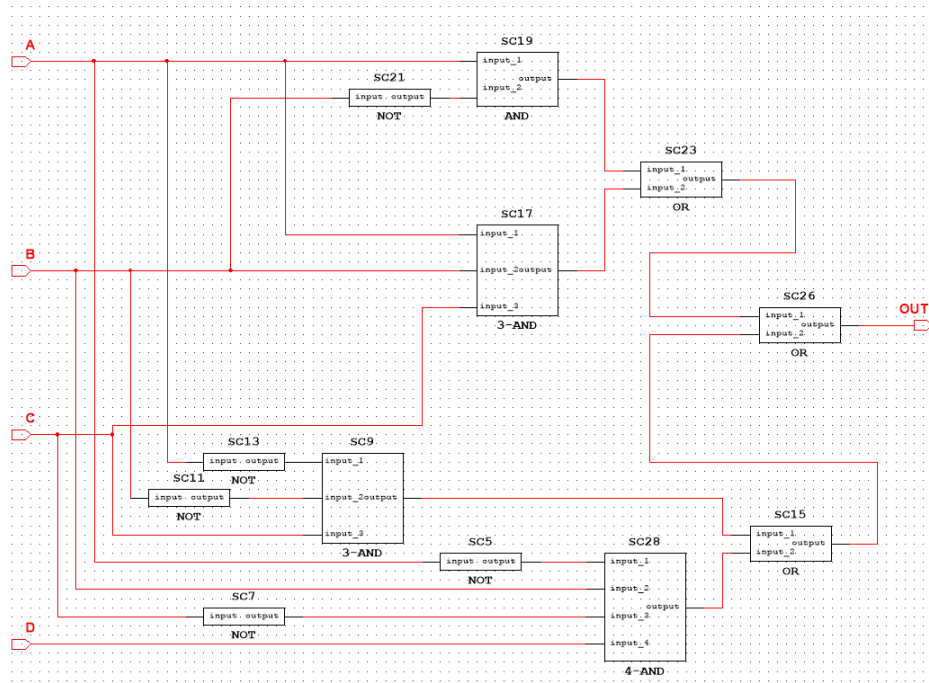 A
SC19
input_1
output
input_2
AND
SC21
input output
NOT
SC23
input_1
output
input_2
OR
SC17
input_1
input_2 output
input_3
3-AND
B
SC26
input_1
output
input_2
OR
OUT
C
SC13
input output
NOT
SC9
input_1
input_2 output
input_3
3-AND
SC11
input output
NOT
SC15
input_1
output
input_2
OR
SC5
input output
NOT
SC28
input_1
input_2
output
input_3
input_4
4-AND
SC7
input output
NOT
D